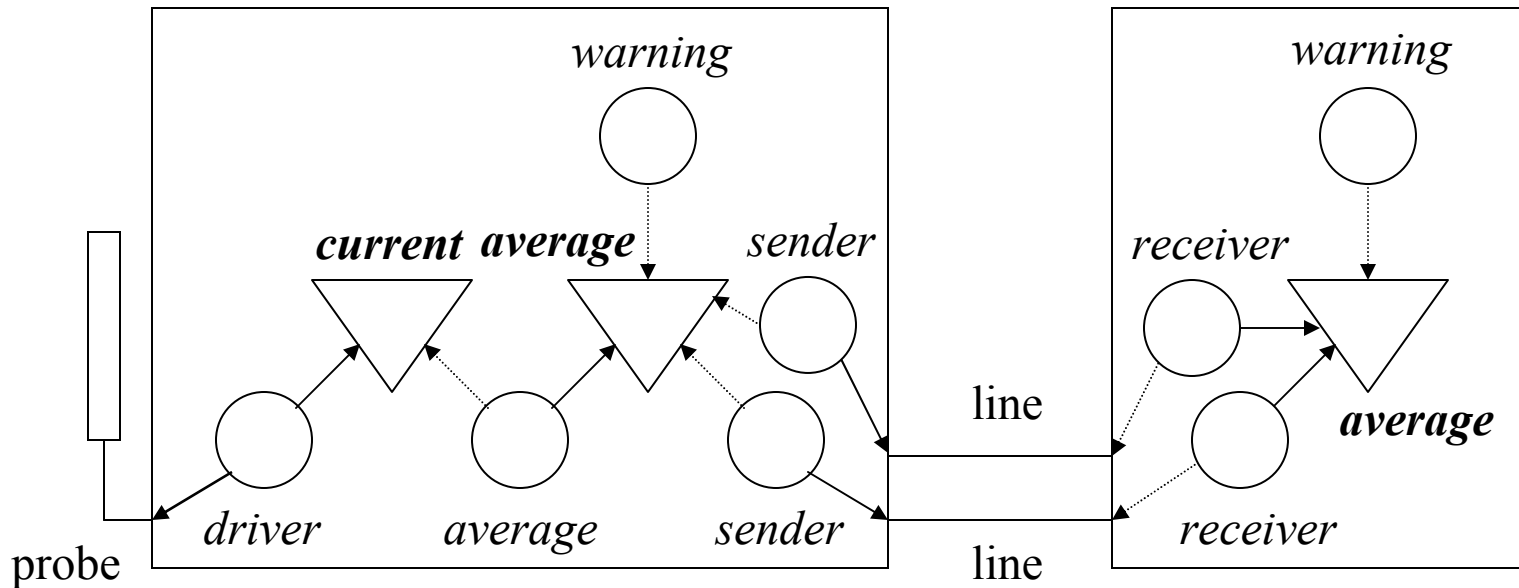 warning
warning
current average
sender
receiver
line
average
driver
average
sender
receiver
probe
line